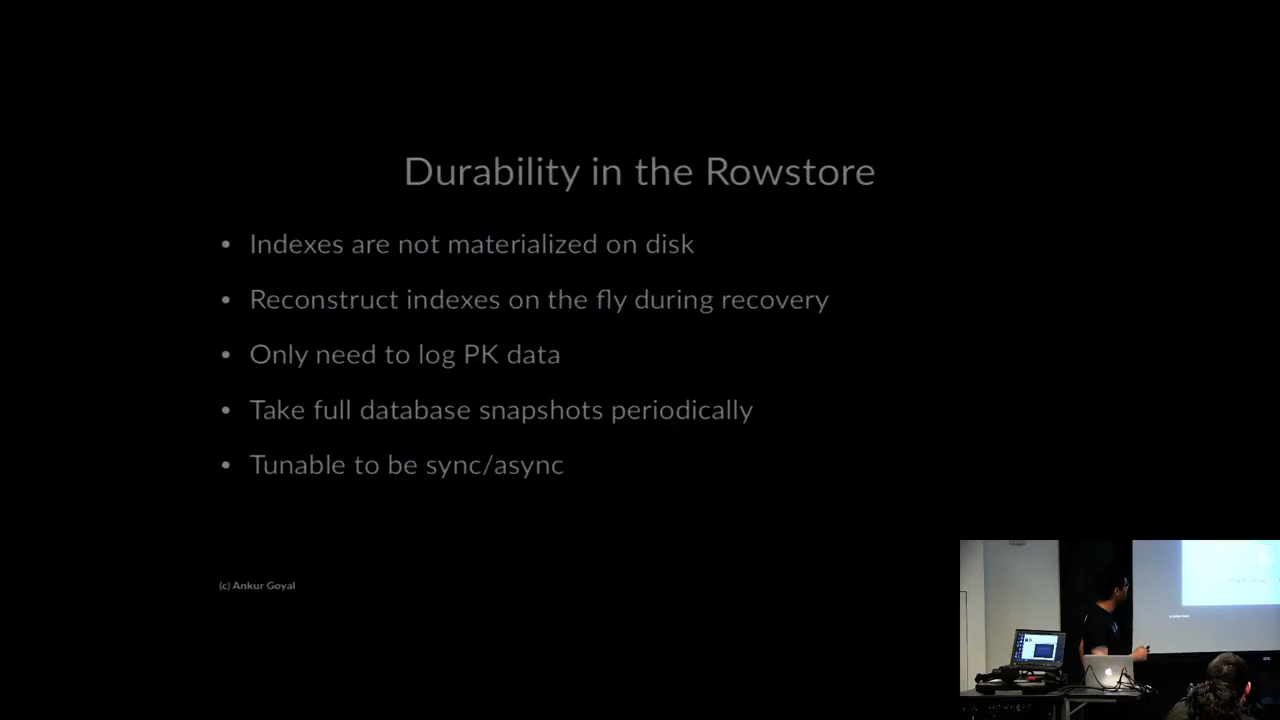 Durability in the Rowstore
• Indexes are not materialized on disk
• Reconstruct indexes on the fly during recovery
• Only need to log PK data
• Take full database snapshots periodically
• Tunable to be sync/async
(c) Ankur Goyal